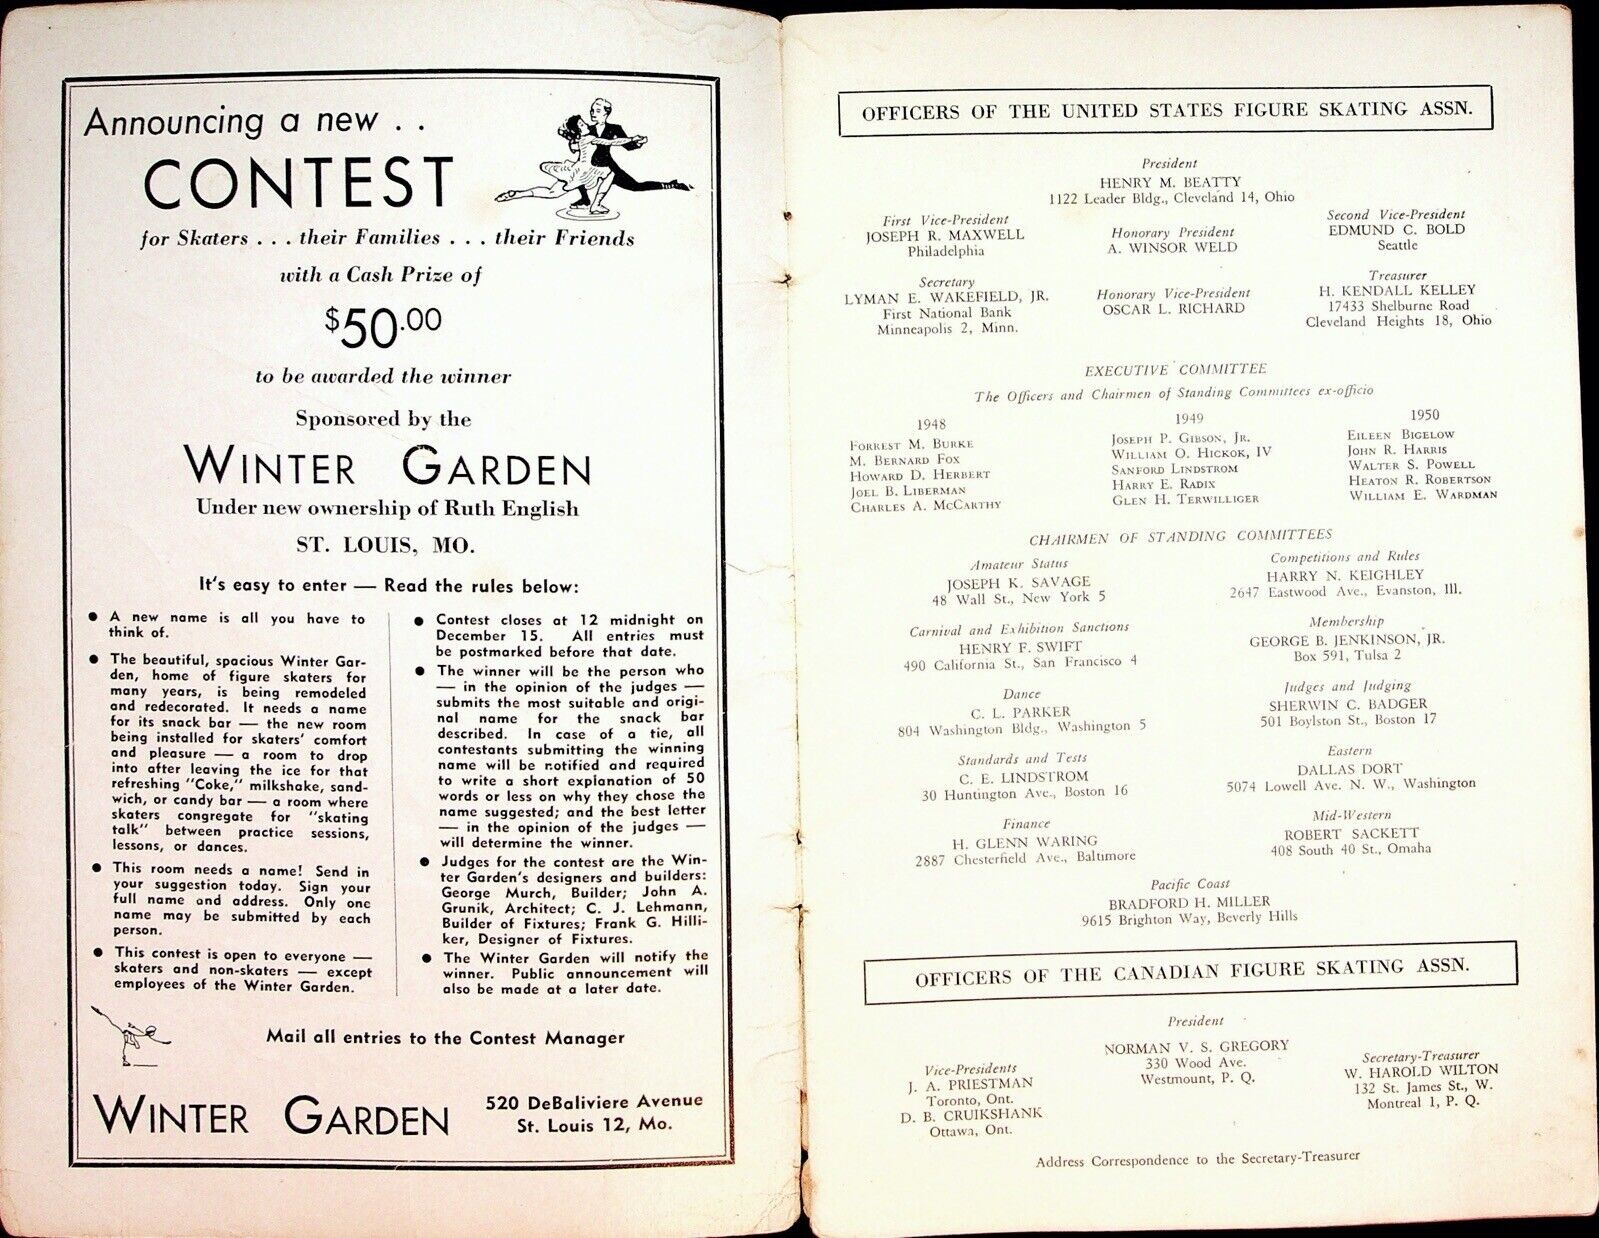 Announcing a new . .
CONTEST
for Skaters . . . their Families . . . their Friends
with a Cash Prize of
$50.00
to be awarded the winner
Sponsored by the
WINTER GARDEN
Under new ownership of Ruth English
ST. LOUIS, MO.
It's easy to enter — Read the rules below:
● A new name is all you have to
think of.
● The beautiful, spacious Winter Gar-
den, home of figure skaters for
many years, is being remodeled
and redecorated. It needs a name
for its snack bar — the new room
being installed for skaters' comfort
and pleasure — a room to drop
into after leaving the ice for that
refreshing "Coke," milkshake, sand-
wich, or candy bar — a room where
skaters congregate for "skating
talk" between practice sessions,
lessons, or dances.
● This room needs a name! Send in
your suggestion today. Sign your
full name and address. Only one
name may be submitted by each
person.
● This contest is open to everyone —
skaters and non-skaters — except
employees of the Winter Garden.
● Contest closes at 12 midnight on
December 15. All entries must
be postmarked before that date.
● The winner will be the person who
— in the opinion of the judges —
submits the most suitable and origi-
nal name for the snack bar
described. In case of a tie, all
contestants submitting the winning
name will be notified and required
to write a short explanation of 50
words or less on why they chose the
name suggested; and the best letter
— in the opinion of the judges —
will determine the winner.
● Judges for the contest are the Win-
ter Garden's designers and builders:
George Murch, Builder; John A.
Grunik, Architect; C. J. Lehmann,
Builder of Fixtures; Frank G. Hilli-
ker, Designer of Fixtures.
● The Winter Garden will notify the
winner. Public announcement will
also be made at a later date.
Mail all entries to the Contest Manager
WINTER GARDEN
520 DeBaliviere Avenue
St. Louis 12, Mo.
OFFICERS OF THE UNITED STATES FIGURE SKATING ASSN.
President
HENRY M. BEATTY
1122 Leader Bldg., Cleveland 14, Ohio
First Vice-President
JOSEPH R. MAXWELL
Philadelphia
Honorary President
A. WINSOR WELD
Second Vice-President
EDMUND C. BOLD
Seattle
Secretary
LYMAN E. WAKEFIELD, JR.
First National Bank
Minneapolis 2, Minn.
Honorary Vice-President
OSCAR L. RICHARD
Treasurer
H. KENDALL KELLEY
17433 Shelburne Road
Cleveland Heights 18, Ohio
EXECUTIVE COMMITTEE
The Officers and Chairmen of Standing Committees ex-officio
1948
FORREST M. BURKE
M. BERNARD FOX
HOWARD D. HERBERT
JOEL B. LIBERMAN
CHARLES A. MCCARTHY
1949
JOSEPH P. GIBSON, JR.
WILLIAM O. HICKOK, IV
SANFORD LINDSTROM
HARRY E. RADIX
GLEN H. TERWILLIGER
1950
EILEEN BIGELOW
JOHN R. HARRIS
WALTER S. POWELL
HEATON R. ROBERTSON
WILLIAM E. WARDMAN
CHAIRMEN OF STANDING COMMITTEES
Amateur Status
JOSEPH K. SAVAGE
48 Wall St., New York 5
Competitions and Rules
HARRY N. KEIGHLEY
2647 Eastwood Ave., Evanston, Ill.
Carnival and Exhibition Sanctions
HENRY F. SWIFT
490 California St., San Francisco 4
Membership
GEORGE B. JENKINSON, JR.
Box 591, Tulsa 2
Dance
C. L. PARKER
804 Washington Bldg., Washington 5
Judges and Judging
SHERWIN C. BADGER
501 Boylston St., Boston 17
Standards and Tests
C. E. LINDSTROM
30 Huntington Ave., Boston 16
Eastern
DALLAS DORT
5074 Lowell Ave. N. W., Washington
Finance
H. GLENN WARING
2887 Chesterfield Ave., Baltimore
Mid-Western
ROBERT SACKETT
408 South 40 St., Omaha
Pacific Coast
BRADFORD H. MILLER
9615 Brighton Way, Beverly Hills
OFFICERS OF THE CANADIAN FIGURE SKATING ASSN.
President
NORMAN V. S. GREGORY
330 Wood Ave.
Westmount, P. Q.
Vice-Presidents
J. A. PRIESTMAN
Toronto, Ont.
D. B. CRUIKSHANK
Ottawa, Ont.
Secretary-Treasurer
W. HAROLD WILTON
132 St. James St., W.
Montreal 1, P. Q.
Address Correspondence to the Secretary-Treasurer